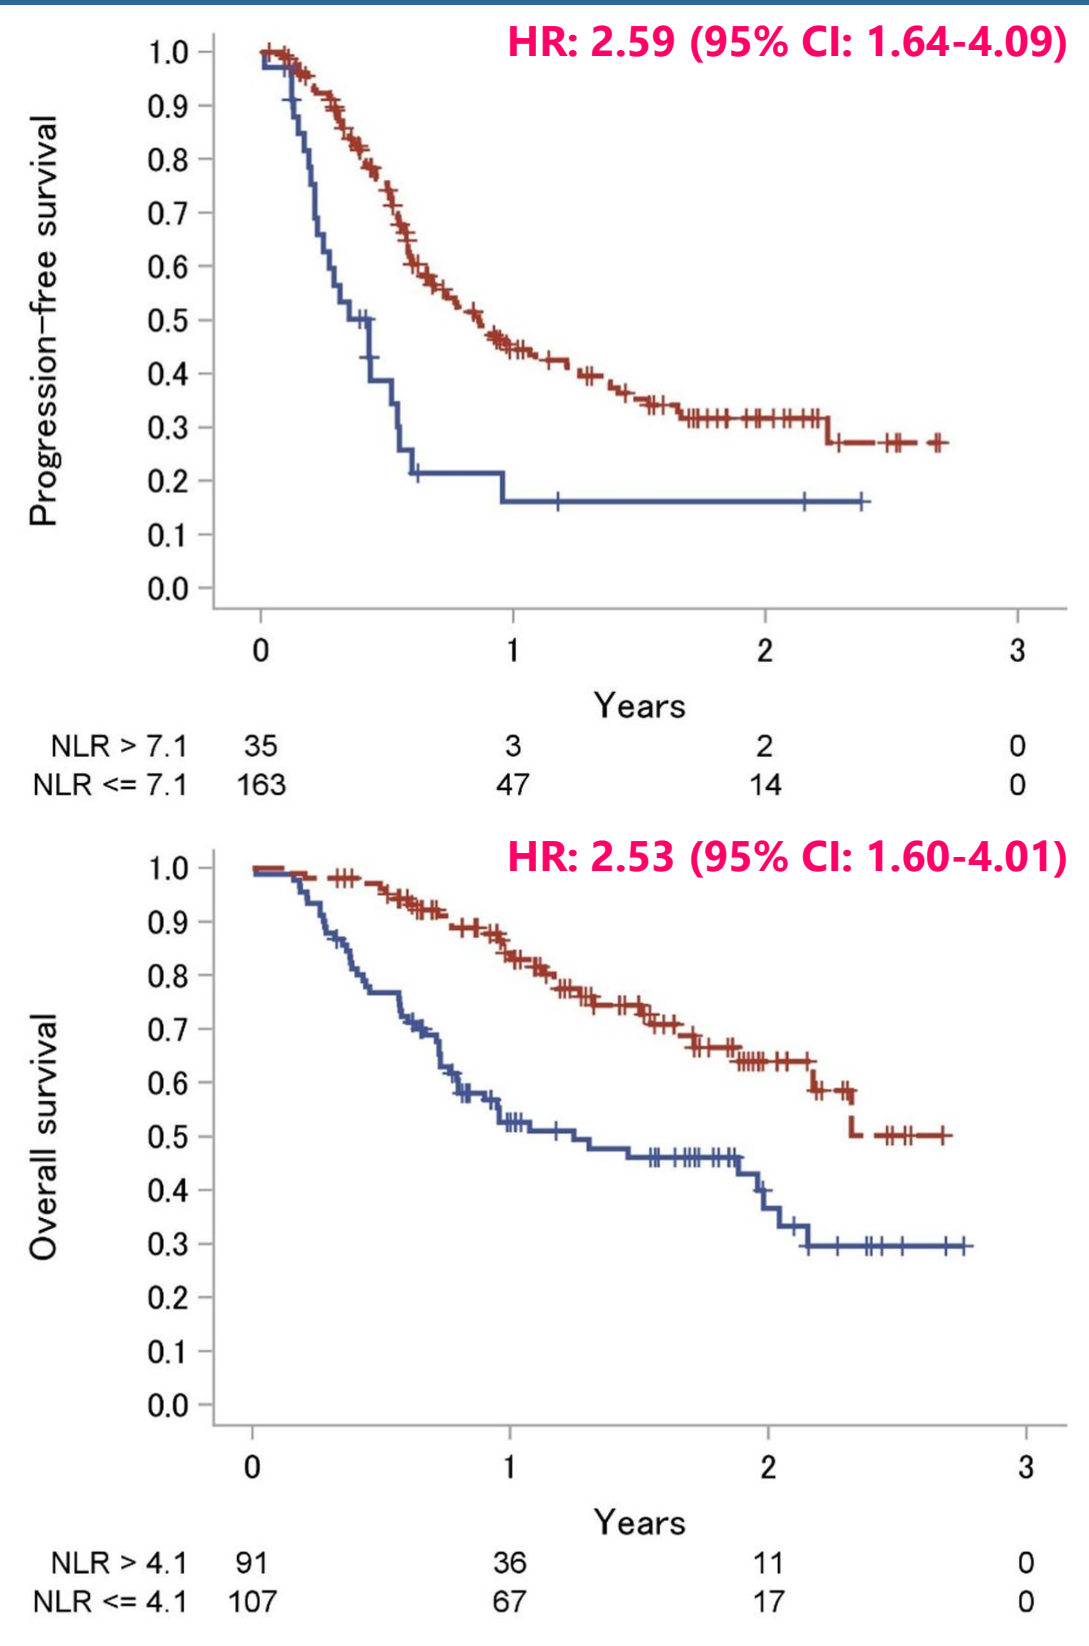 HR: 2.59 (95% CI: 1.64-4.09)
Progression-free survival
1.0
0.9
0.8
0.7
0.6
0.5
0.4
0.3
0.2
0.1
0.0
0 1 2 3
Years
NLR > 7.1 35 3 2 0
NLR <= 7.1 163 47 14 0
HR: 2.53 (95% CI: 1.60-4.01)
Overall survival
1.0
0.9
0.8
0.7
0.6
0.5
0.4
0.3
0.2
0.1
0.0
0 1 2 3
Years
NLR > 4.1 91 36 11 0
NLR <= 4.1 107 67 17 0